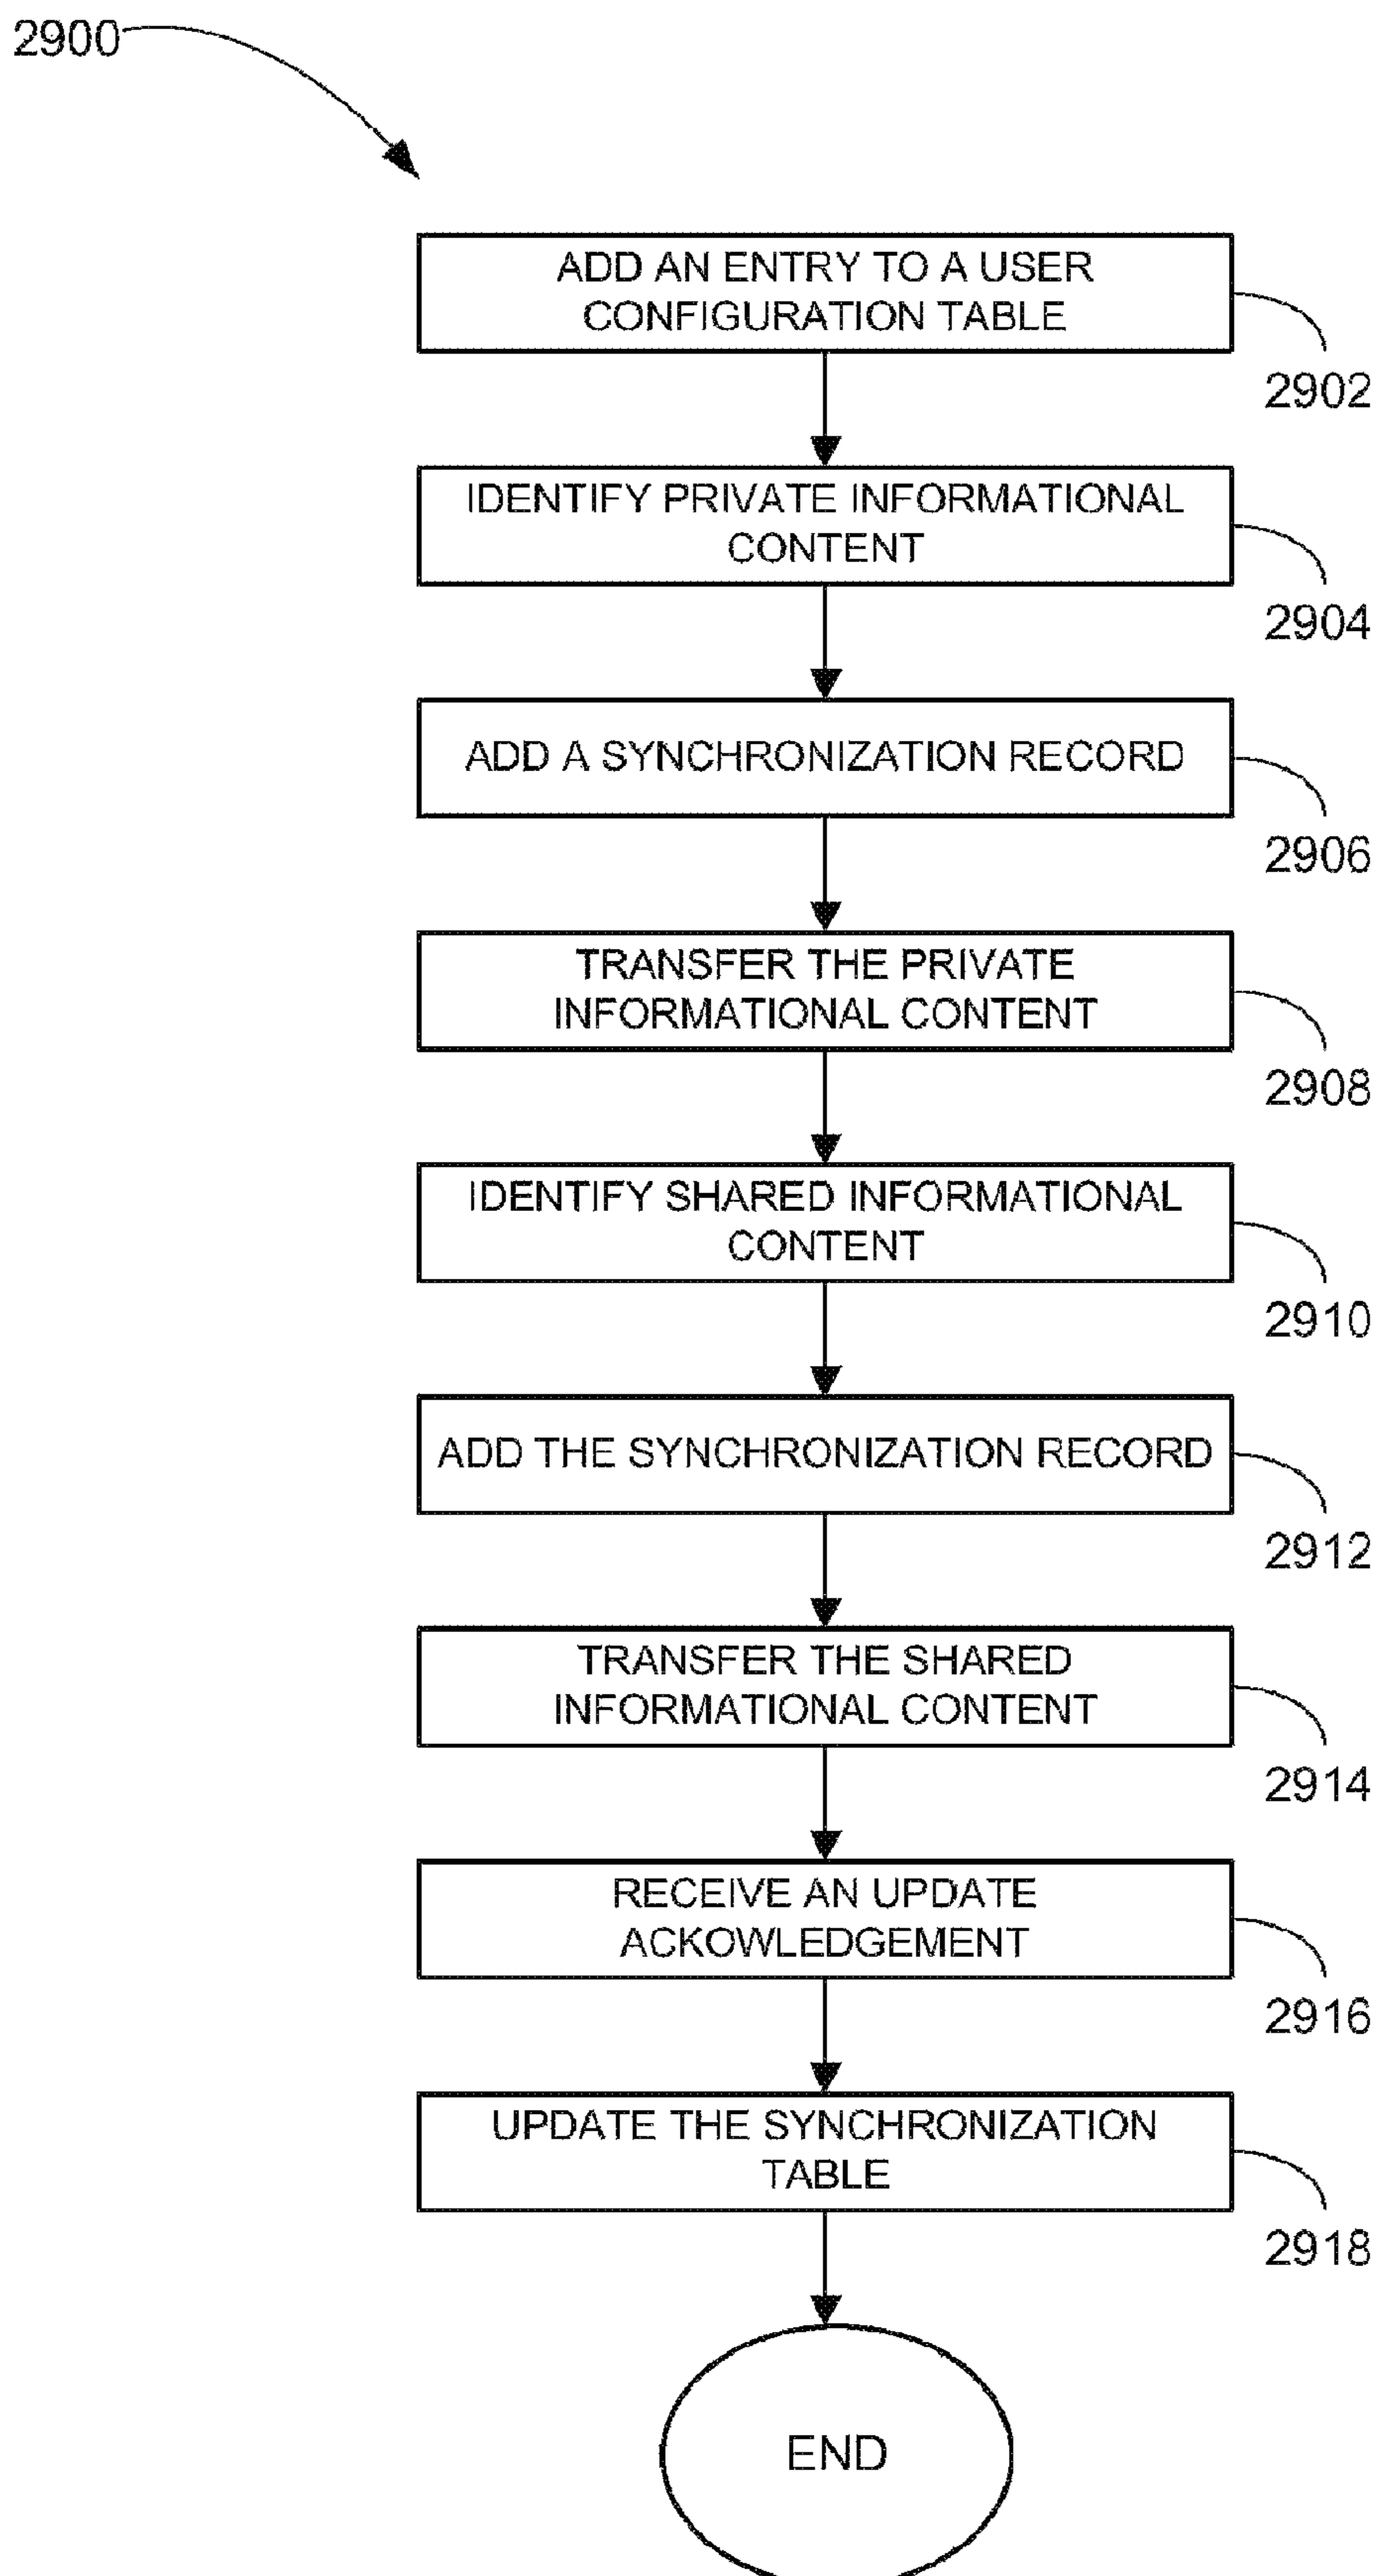 2900
ADD AN ENTRY TO A USER
CONFIGURATION TABLE
2902
IDENTIFY PRIVATE INFORMATIONAL
CONTENT
2904
ADD A SYNCHRONIZATION RECORD
2906
TRANSFER THE PRIVATE
INFORMATIONAL CONTENT
2908
IDENTIFY SHARED INFORMATIONAL
CONTENT
2910
ADD THE SYNCHRONIZATION RECORD
2912
TRANSFER THE SHARED
INFORMATIONAL CONTENT
2914
RECEIVE AN UPDATE
ACKOWLEDGEMENT
2916
UPDATE THE SYNCHRONIZATION
TABLE
2918
END